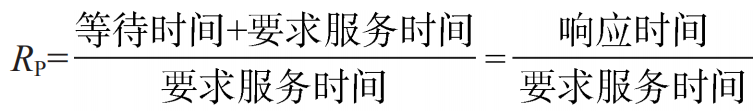 R_P = (等待时间+要求服务时间) / 要求服务时间 = 响应时间 / 要求服务时间